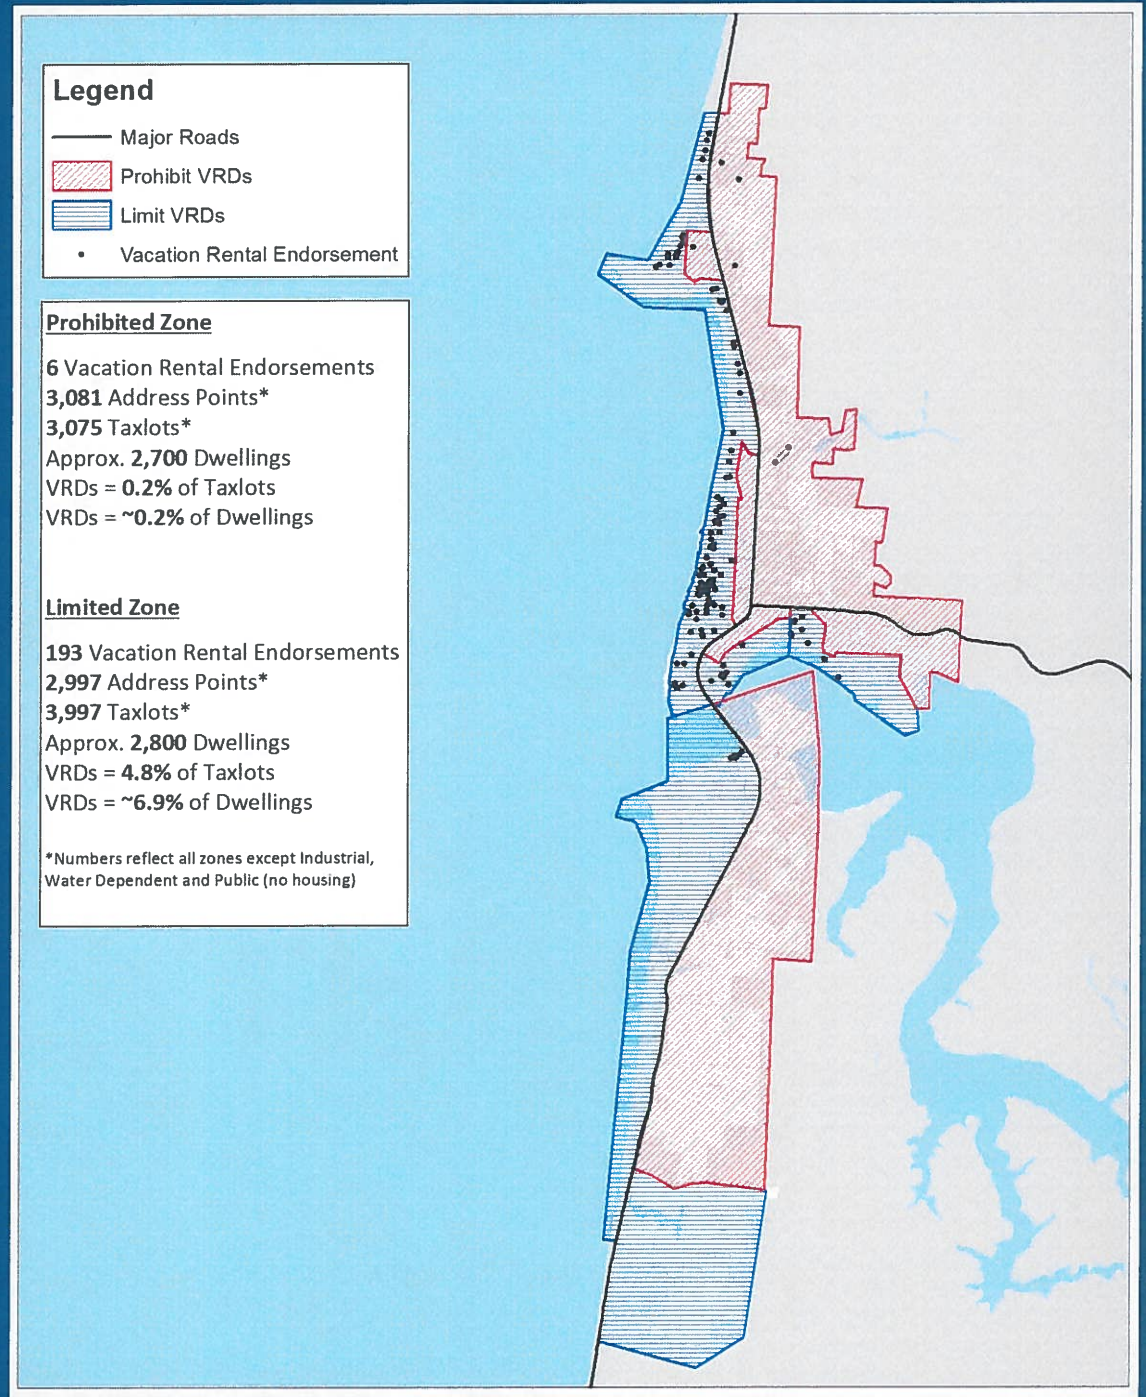 Legend
Major Roads
Prohibit VRDs
Limit VRDs
Vacation Rental Endorsement
Prohibited Zone
6 Vacation Rental Endorsements
3,081 Address Points*
3,075 Taxlots*
Approx. 2,700 Dwellings
VRDs = 0.2% of Taxlots
VRDs = ~0.2% of Dwellings
Limited Zone
193 Vacation Rental Endorsements
2,997 Address Points*
3,997 Taxlots*
Approx. 2,800 Dwellings
VRDs = 4.8% of Taxlots
VRDs = ~6.9% of Dwellings
*Numbers reflect all zones except Industrial,
Water Dependent and Public (no housing)